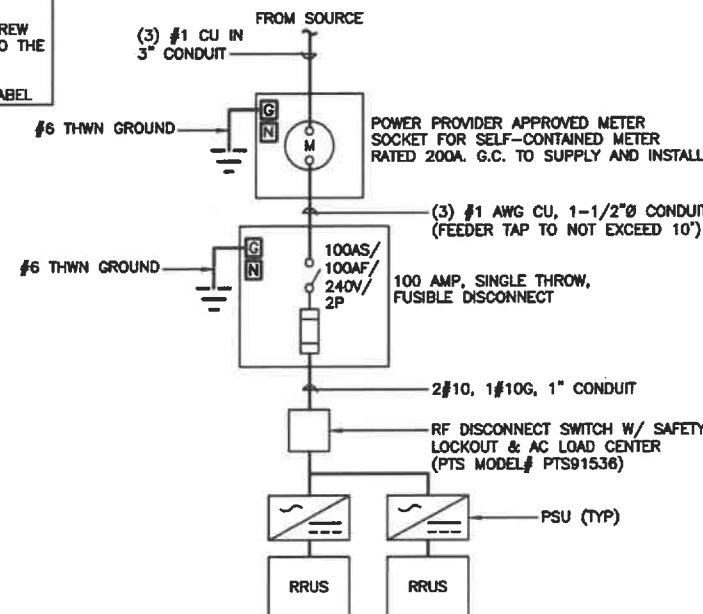 REW
O THE
ABEL
FROM SOURCE
(3) #1 CU IN
3" CONDUIT
#6 THWN GROUND
G
N
M
POWER PROVIDER APPROVED METER
SOCKET FOR SELF-CONTAINED METER
RATED 200A. G.C. TO SUPPLY AND INSTALL
(3) #1 AWG CU, 1-1/2"Ø CONDUIT
(FEEDER TAP TO NOT EXCEED 10')
#6 THWN GROUND
G
N
100AS/
100AF/
240V/
2P
100 AMP, SINGLE THROW,
FUSIBLE DISCONNECT
2#10, 1#10G, 1" CONDUIT
RF DISCONNECT SWITCH W/ SAFETY
LOCKOUT & AC LOAD CENTER
(PTS MODEL# PTS91536)
PSU (TYP)
RRUS
RRUS